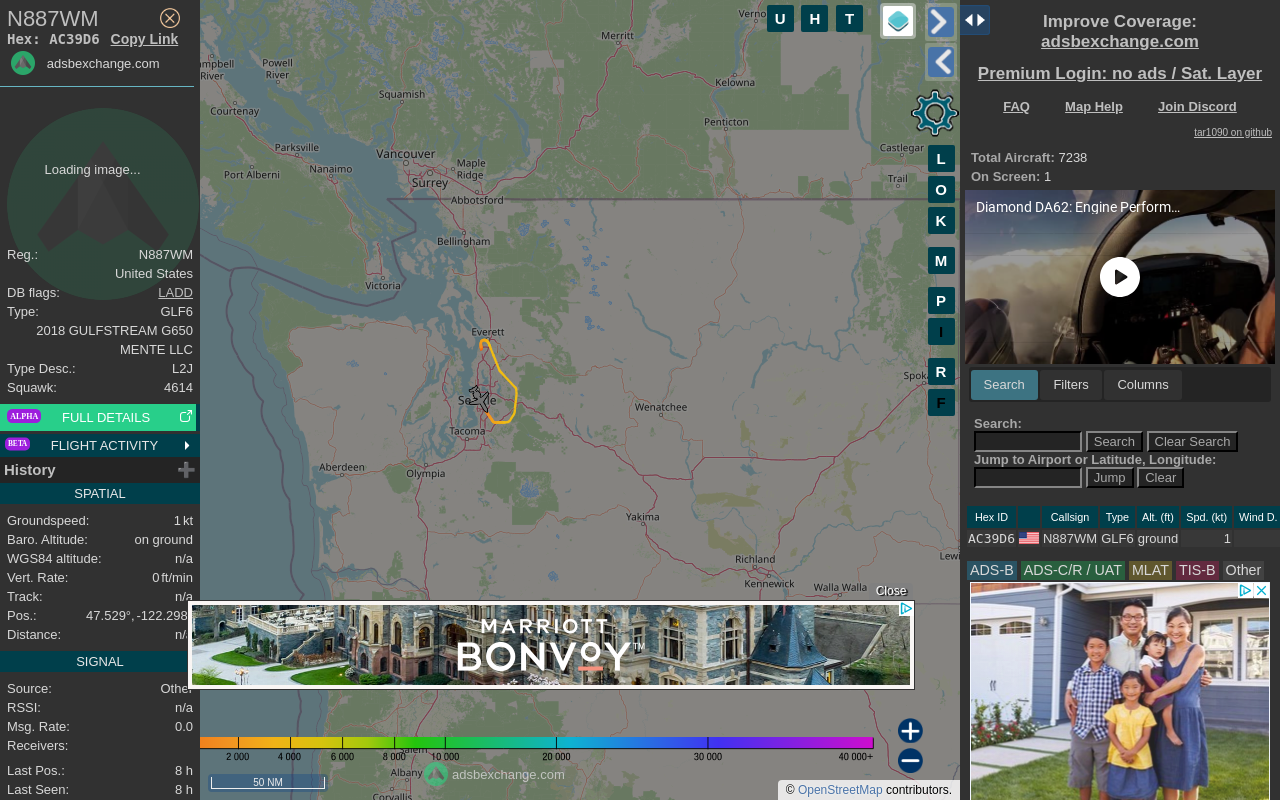 N887WM
Hex: AC39D6 Copy Link
adsbexchange.com
Loading image...
Reg.: N887WM
United States
DB flags: LADD
Type: GLF6
2018 GULFSTREAM G650
MENTE LLC
Type Desc.: L2J
Squawk: 4614
ALPHA FULL DETAILS
BETA FLIGHT ACTIVITY
History
SPATIAL
Groundspeed: 1 kt
Baro. Altitude: on ground
WGS84 altitude: n/a
Vert. Rate: 0 ft/min
Track: n/a
Pos.: 47.529°, -122.298
Distance: n/
SIGNAL
Source: Other
RSSI: n/a
Msg. Rate: 0.0
Receivers:
Last Pos.: 8 h
Last Seen: 8 h
U H T
Merritt
Powell
River
River
Squamish
Kelowna
Courtenay
Penticton
Parksville
Vancouver
Castlegar
Nanaimo
Maple
Ridge
Port Alberni
Surrey
Trail
Abbotsford
Bellingham
Victoria
Everett
Wenatchee
Tacoma
Aberdeen
Olympia
Yakima
Richland
Kennewick
Walla Walla
Albany
Corvallis
L
O
K
M
P
I
R
F
Close
MARRIOTT
BONVOY™
2 000 4 000 6 000 8 000 10 000 20 000 30 000 40 000+
50 NM
adsbexchange.com
© OpenStreetMap contributors.
Improve Coverage:
adsbexchange.com
Premium Login: no ads / Sat. Layer
FAQ Map Help Join Discord
tar1090 on github
Total Aircraft: 7238
On Screen: 1
Diamond DA62: Engine Perform...
Search Filters Columns
Search:
Search Clear Search
Jump to Airport or Latitude, Longitude:
Jump Clear
Hex ID Callsign Type Alt. (ft) Spd. (kt) Wind D.
AC39D6 N887WM GLF6 ground 1
ADS-B ADS-C/R / UAT MLAT TIS-B Other